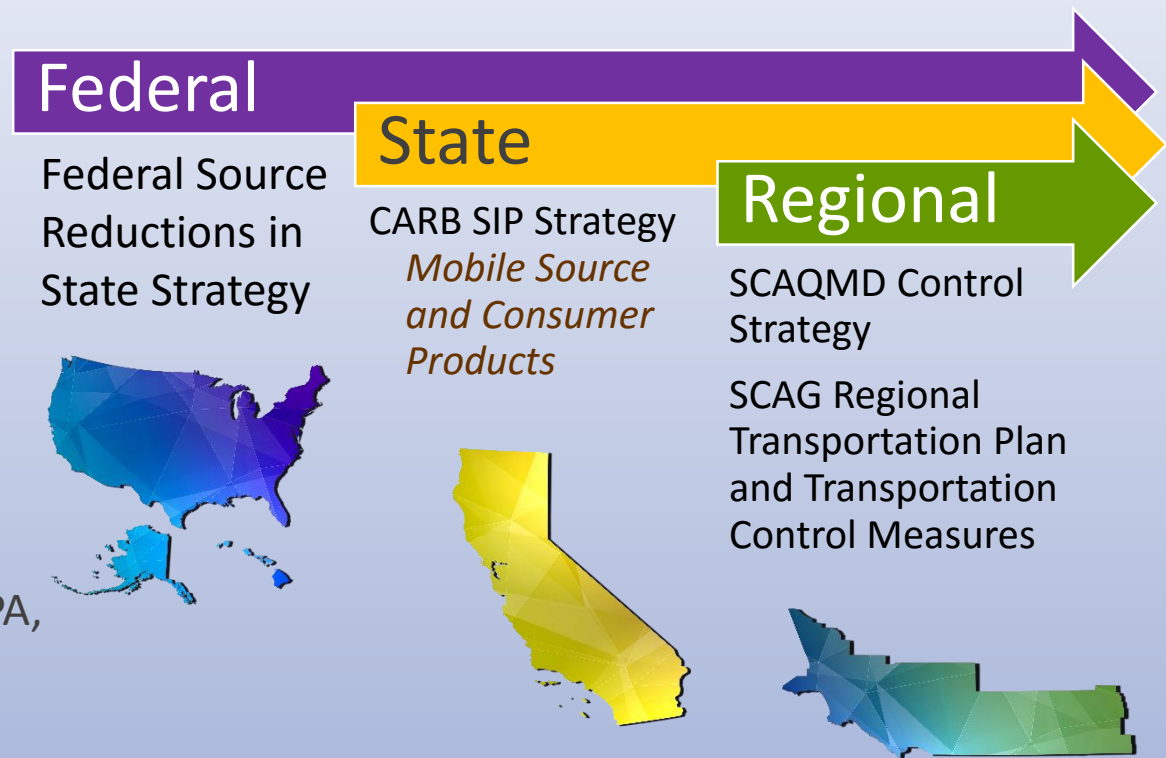 Federal
Federal Source
Reductions in
State Strategy
State
CARB SIP Strategy
Mobile Source
and Consumer
Products
Regional
SCAQMD Control
Strategy
SCAG Regional
Transportation Plan
and Transportation
Control Measures